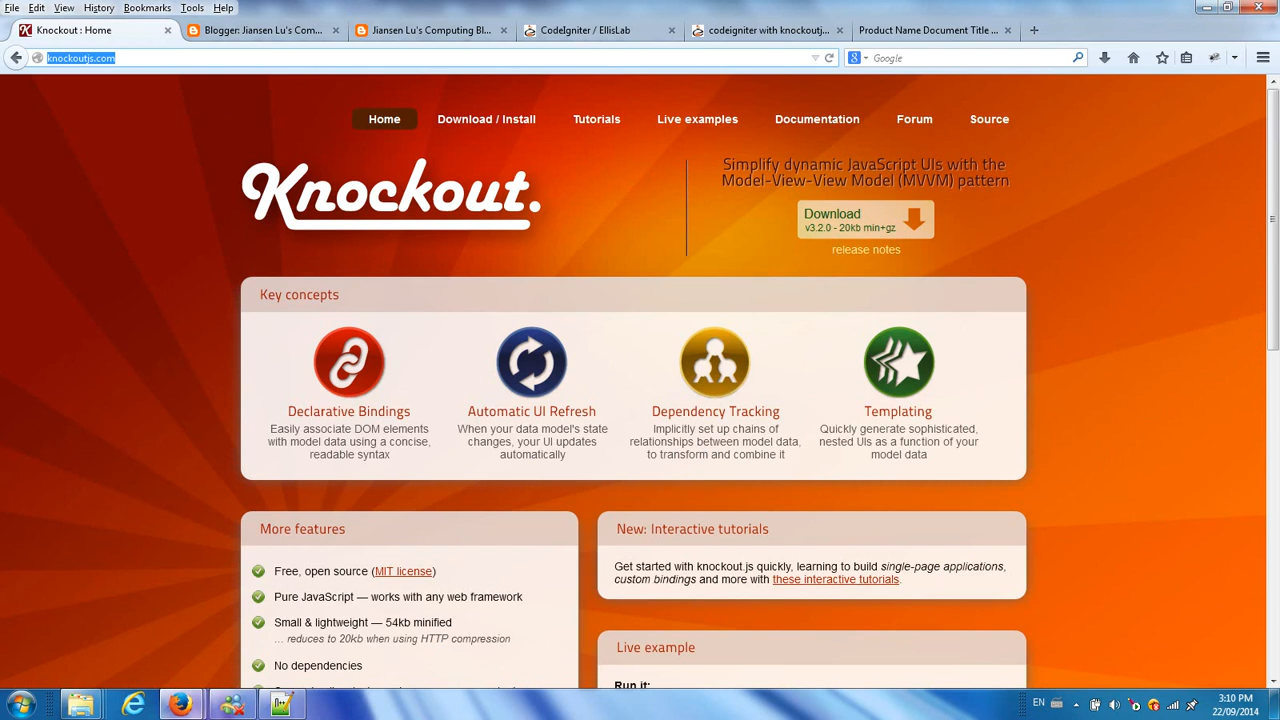 File Edit View History Bookmarks Tools Help
Knockout : Home
Blogger: Jiansen Lu's Com...
Jiansen Lu's Computing Bl...
CodeIgniter / EllisLab
codeigniter with knockoutj...
Product Name Document Title ...
knockoutjs.com
Google
Home Download / Install Tutorials Live examples Documentation Forum Source
Knockout.
Simplify dynamic JavaScript UIs with the
Model-View-View Model (MVVM) pattern
Download
v3.2.0 - 20kb min+gz
release notes
Key concepts
Declarative Bindings
Easily associate DOM elements
with model data using a concise,
readable syntax
Automatic UI Refresh
When your data model's state
changes, your UI updates
automatically
Dependency Tracking
Implicitly set up chains of
relationships between model data,
to transform and combine it
Templating
Quickly generate sophisticated,
nested UIs as a function of your
model data
More features
Free, open source (MIT license)
Pure JavaScript — works with any web framework
Small & lightweight — 54kb minified
... reduces to 20kb when using HTTP compression
No dependencies
New: Interactive tutorials
Get started with knockout.js quickly, learning to build single-page applications,
custom bindings and more with these interactive tutorials.
Live example
Run it:
EN
3:10 PM
22/09/2014